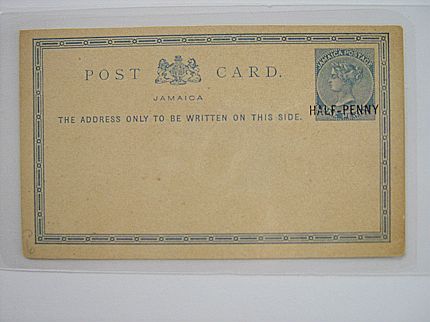 POST CARD.
JAMAICA
THE ADDRESS ONLY TO BE WRITTEN ON THIS SIDE.
JAMAICA POSTAGE
HALF-PENNY